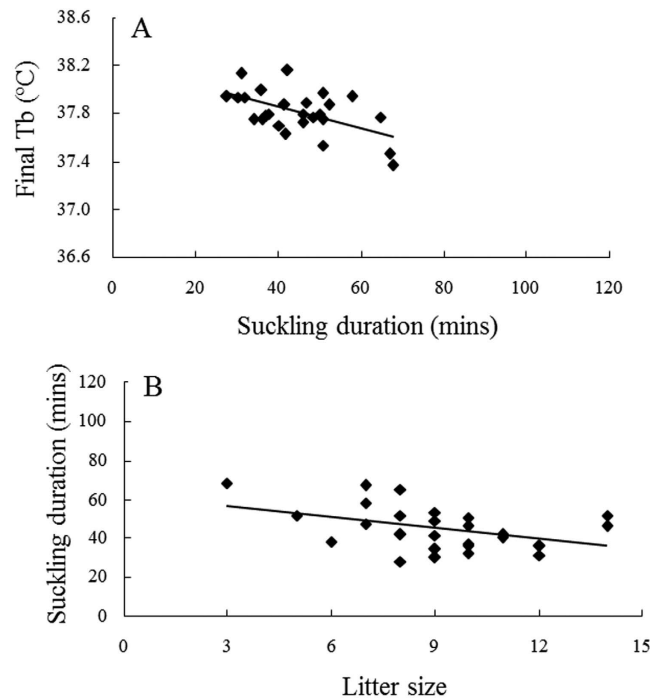 A
38.6
38.2
37.8
37.4
37.0
36.6
Final Tb (°C)
0 20 40 60 80 100 120
Suckling duration (mins)
B
120
100
80
60
40
20
0
Suckling duration (mins)
0 3 6 9 12 15
Litter size